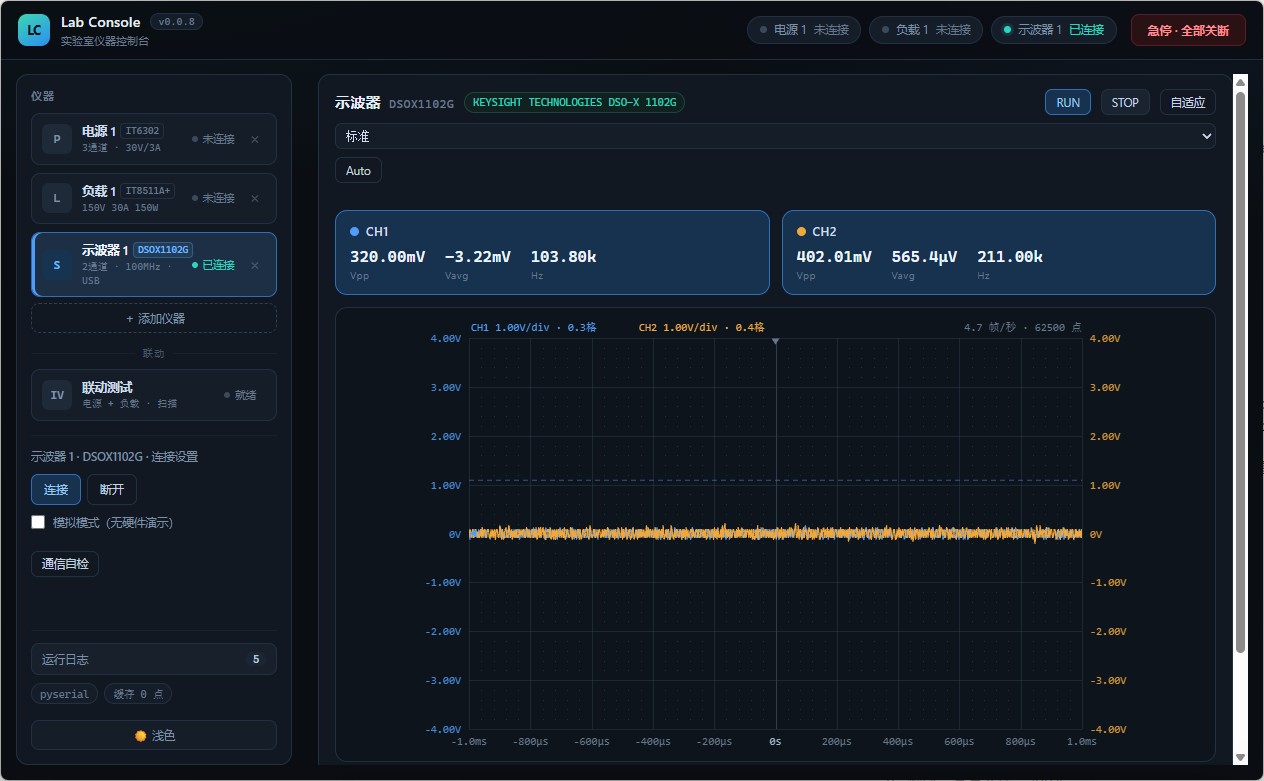 LC
Lab Console v0.0.8
实验室仪器控制台
电源 1 未连接
负载 1 未连接
示波器 1 已连接
急停 · 全部关断
仪器
P
电源 1 IT6302
3通道 · 30V/3A
未连接 ×
L
负载 1 IT8511A+
150V 30A 150W
未连接 ×
S
示波器 1 DSOX1102G
2通道 · 100MHz ·
USB
已连接 ×
+ 添加仪器
联动
IV
联动测试
电源 + 负载 · 扫描
就绪
示波器 1 · DSOX1102G · 连接设置
连接 断开
模拟模式（无硬件演示）
通信自检
运行日志 5
pyserial 缓存 0 点
浅色
示波器 DSOX1102G KEYSIGHT TECHNOLOGIES DSO-X 1102G
RUN STOP 自适应
标准
Auto
CH1
320.00mV −3.22mV 103.80k
Vpp Vavg Hz
CH2
402.01mV 565.4μV 211.00k
Vpp Vavg Hz
CH1 1.00V/div · 0.3格 CH2 1.00V/div · 0.4格 4.7 帧/秒 · 62500 点
4.00V 4.00V
3.00V 3.00V
2.00V 2.00V
1.00V 1.00V
0V 0V
-1.00V -1.00V
-2.00V -2.00V
-3.00V -3.00V
-4.00V -4.00V
-1.0ms -800μs -600μs -400μs -200μs 0s 200μs 400μs 600μs 800μs 1.0ms